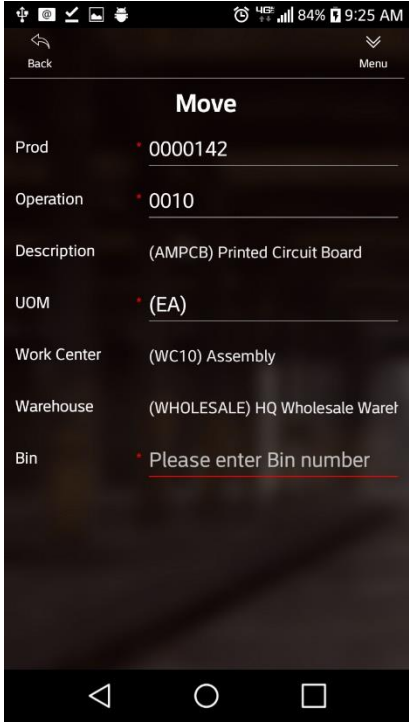 4GE 84% 9:25 AM
Back Menu
Move
Prod * 0000142
Operation * 0010
Description (AMPCB) Printed Circuit Board
UOM * (EA)
Work Center (WC10) Assembly
Warehouse (WHOLESALE) HQ Wholesale Wareh
Bin * Please enter Bin number